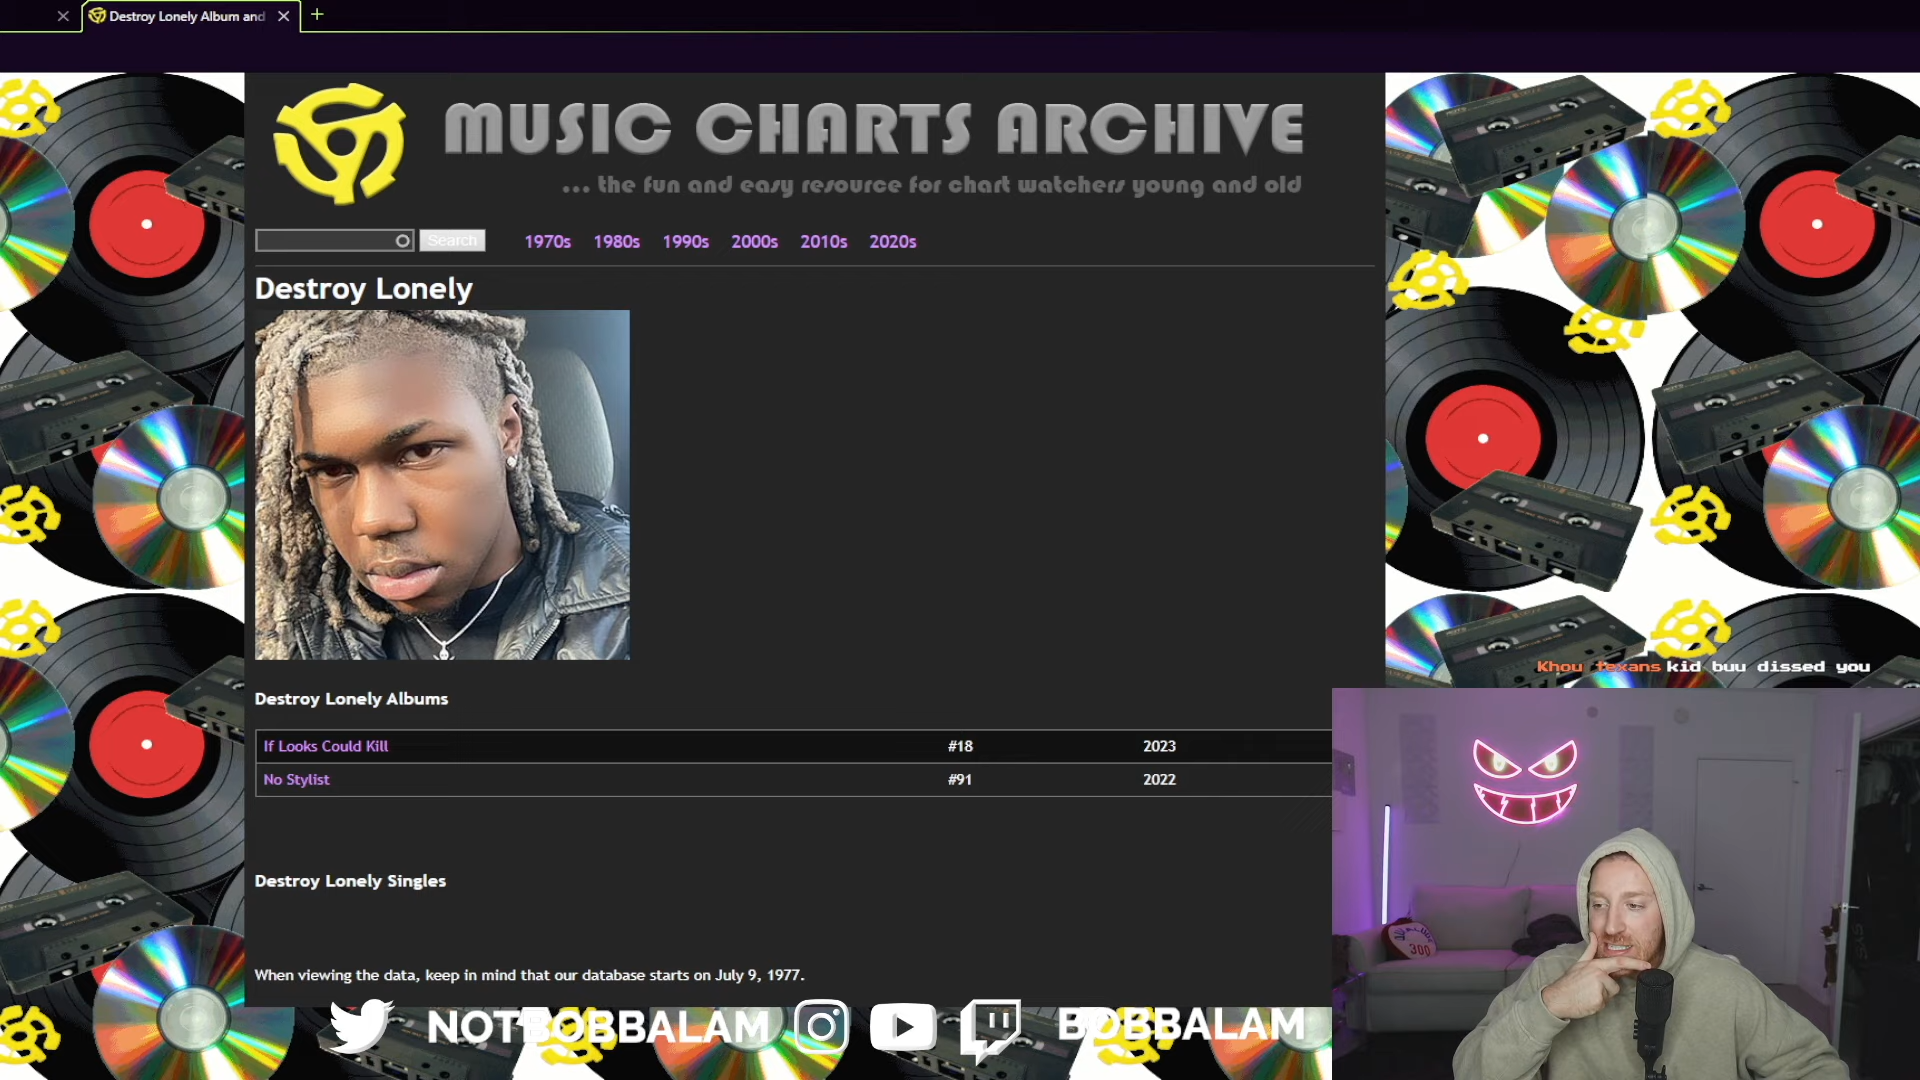 Destroy Lonely Album and
MUSIC CHARTS ARCHIVE
... the fun and easy resource for chart watchers young and old
Search
1970s 1980s 1990s 2000s 2010s 2020s
Destroy Lonely
Destroy Lonely Albums
If Looks Could Kill #18 2023
No Stylist #91 2022
Destroy Lonely Singles
When viewing the data, keep in mind that our database starts on July 9, 1977.
Khou texans kid buu dissed you
300
NOTBOBBALAM BOBBALAM